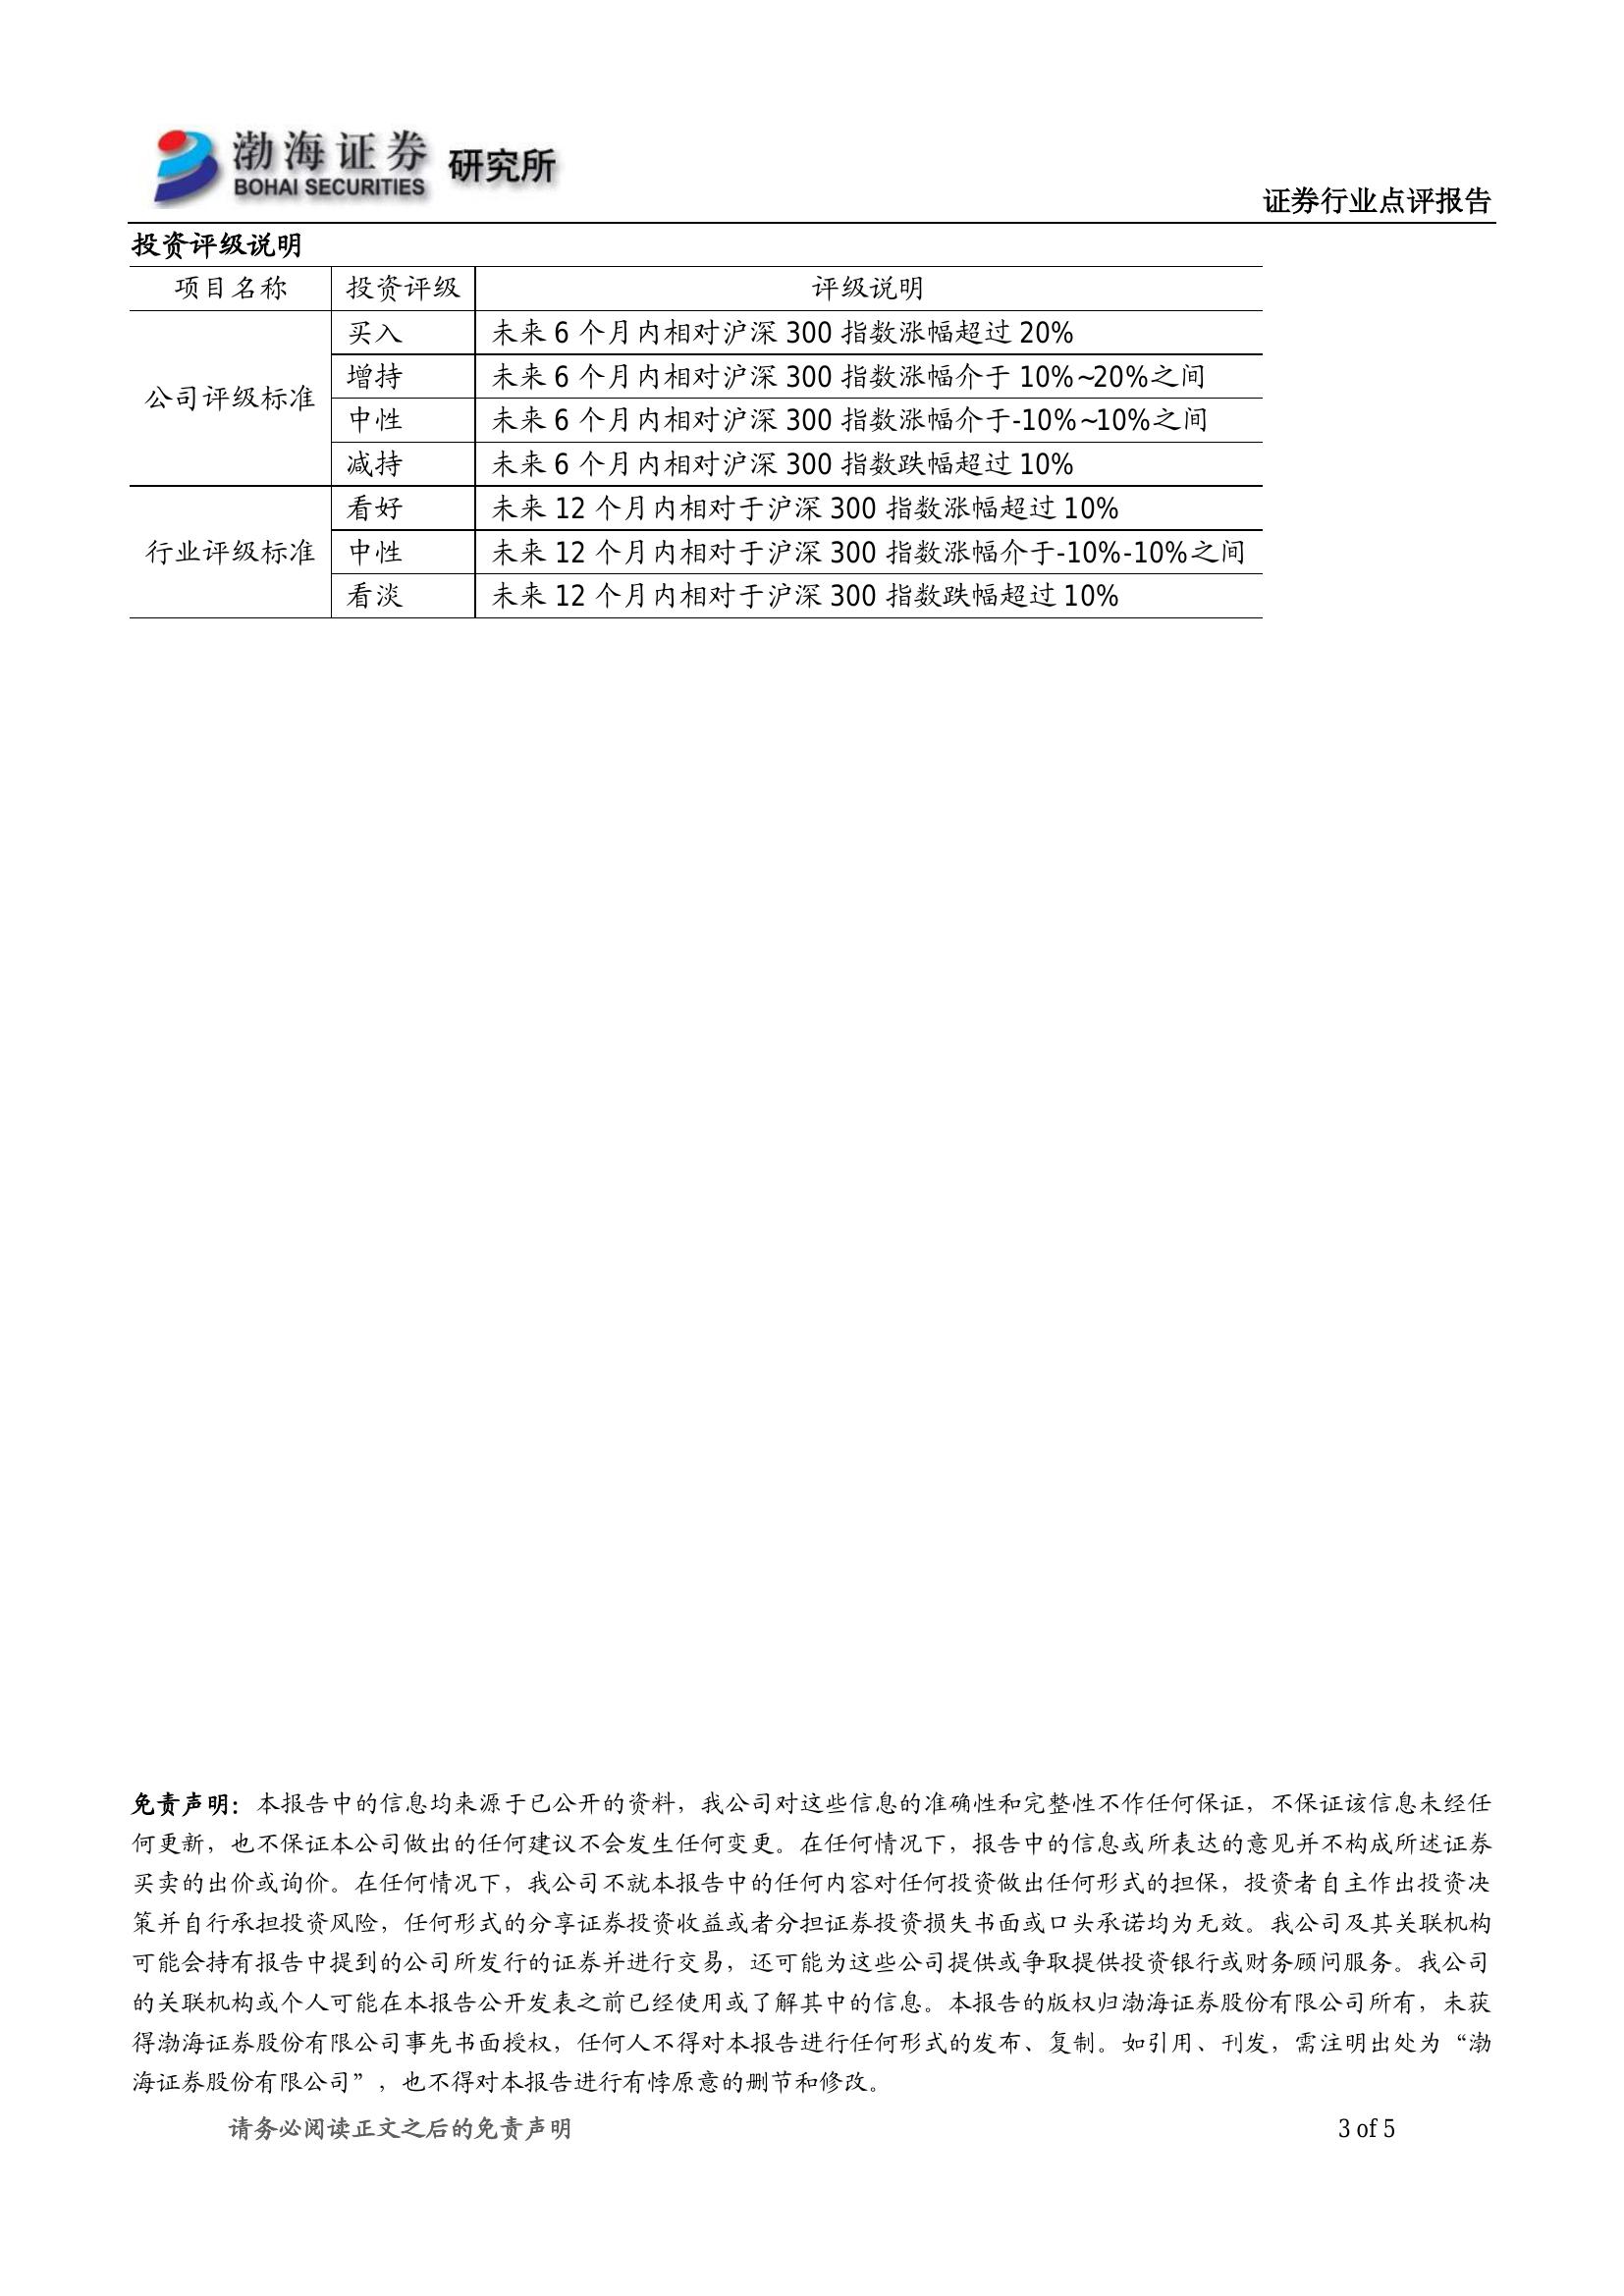 渤海证券 研究所
BOHAI SECURITIES
证券行业点评报告
投资评级说明
项目名称 投资评级 评级说明
公司评级标准 买入 未来 6 个月内相对沪深 300 指数涨幅超过 20%
增持 未来 6 个月内相对沪深 300 指数涨幅介于 10%~20%之间
中性 未来 6 个月内相对沪深 300 指数涨幅介于-10%~10%之间
减持 未来 6 个月内相对沪深 300 指数跌幅超过 10%
行业评级标准 看好 未来 12 个月内相对于沪深 300 指数涨幅超过 10%
中性 未来 12 个月内相对于沪深 300 指数涨幅介于-10%-10%之间
看淡 未来 12 个月内相对于沪深 300 指数跌幅超过 10%
免责声明：本报告中的信息均来源于已公开的资料，我公司对这些信息的准确性和完整性不作任何保证，不保证该信息未经任
何更新，也不保证本公司做出的任何建议不会发生任何变更。在任何情况下，报告中的信息或所表达的意见并不构成所述证券
买卖的出价或询价。在任何情况下，我公司不就本报告中的任何内容对任何投资做出任何形式的担保，投资者自主作出投资决
策并自行承担投资风险，任何形式的分享证券投资收益或者分担证券投资损失书面或口头承诺均为无效。我公司及其关联机构
可能会持有报告中提到的公司所发行的证券并进行交易，还可能为这些公司提供或争取提供投资银行或财务顾问服务。我公司
的关联机构或个人可能在本报告公开发表之前已经使用或了解其中的信息。本报告的版权归渤海证券股份有限公司所有，未获
得渤海证券股份有限公司事先书面授权，任何人不得对本报告进行任何形式的发布、复制。如引用、刊发，需注明出处为“渤
海证券股份有限公司”，也不得对本报告进行有悖原意的删节和修改。
请务必阅读正文之后的免责声明 3 of 5